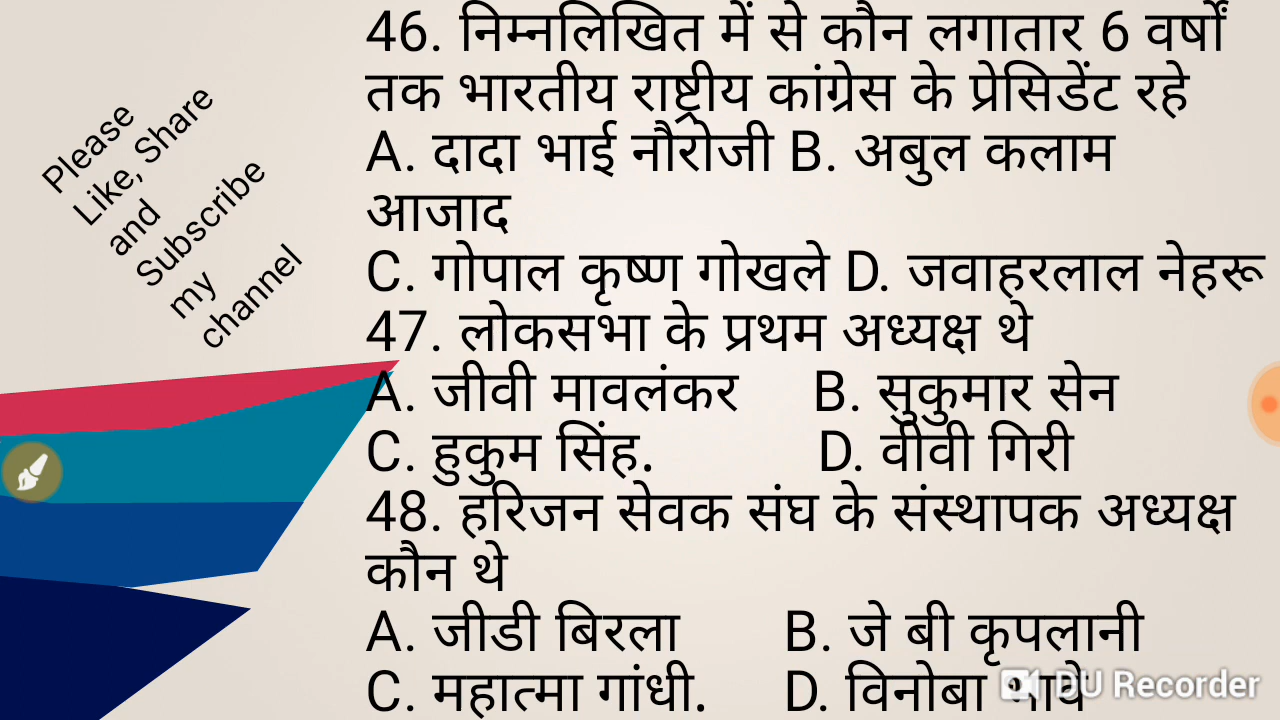 Please
Like, Share
and
Subscribe
my
channel
46. निम्नलिखित में से कौन लगातार 6 वर्षों
तक भारतीय राष्ट्रीय कांग्रेस के प्रेसिडेंट रहे
A. दादा भाई नौरोजी B. अबुल कलाम
आजाद
C. गोपाल कृष्ण गोखले D. जवाहरलाल नेहरू
47. लोकसभा के प्रथम अध्यक्ष थे
A. जीवी मावलंकर B. सुकुमार सेन
C. हुकुम सिंह. D. वीवी गिरी
48. हरिजन सेवक संघ के संस्थापक अध्यक्ष
कौन थे
A. जीडी बिरला B. जे बी कृपलानी
C. महात्मा गांधी. D. विनोबा भावे
DU Recorder